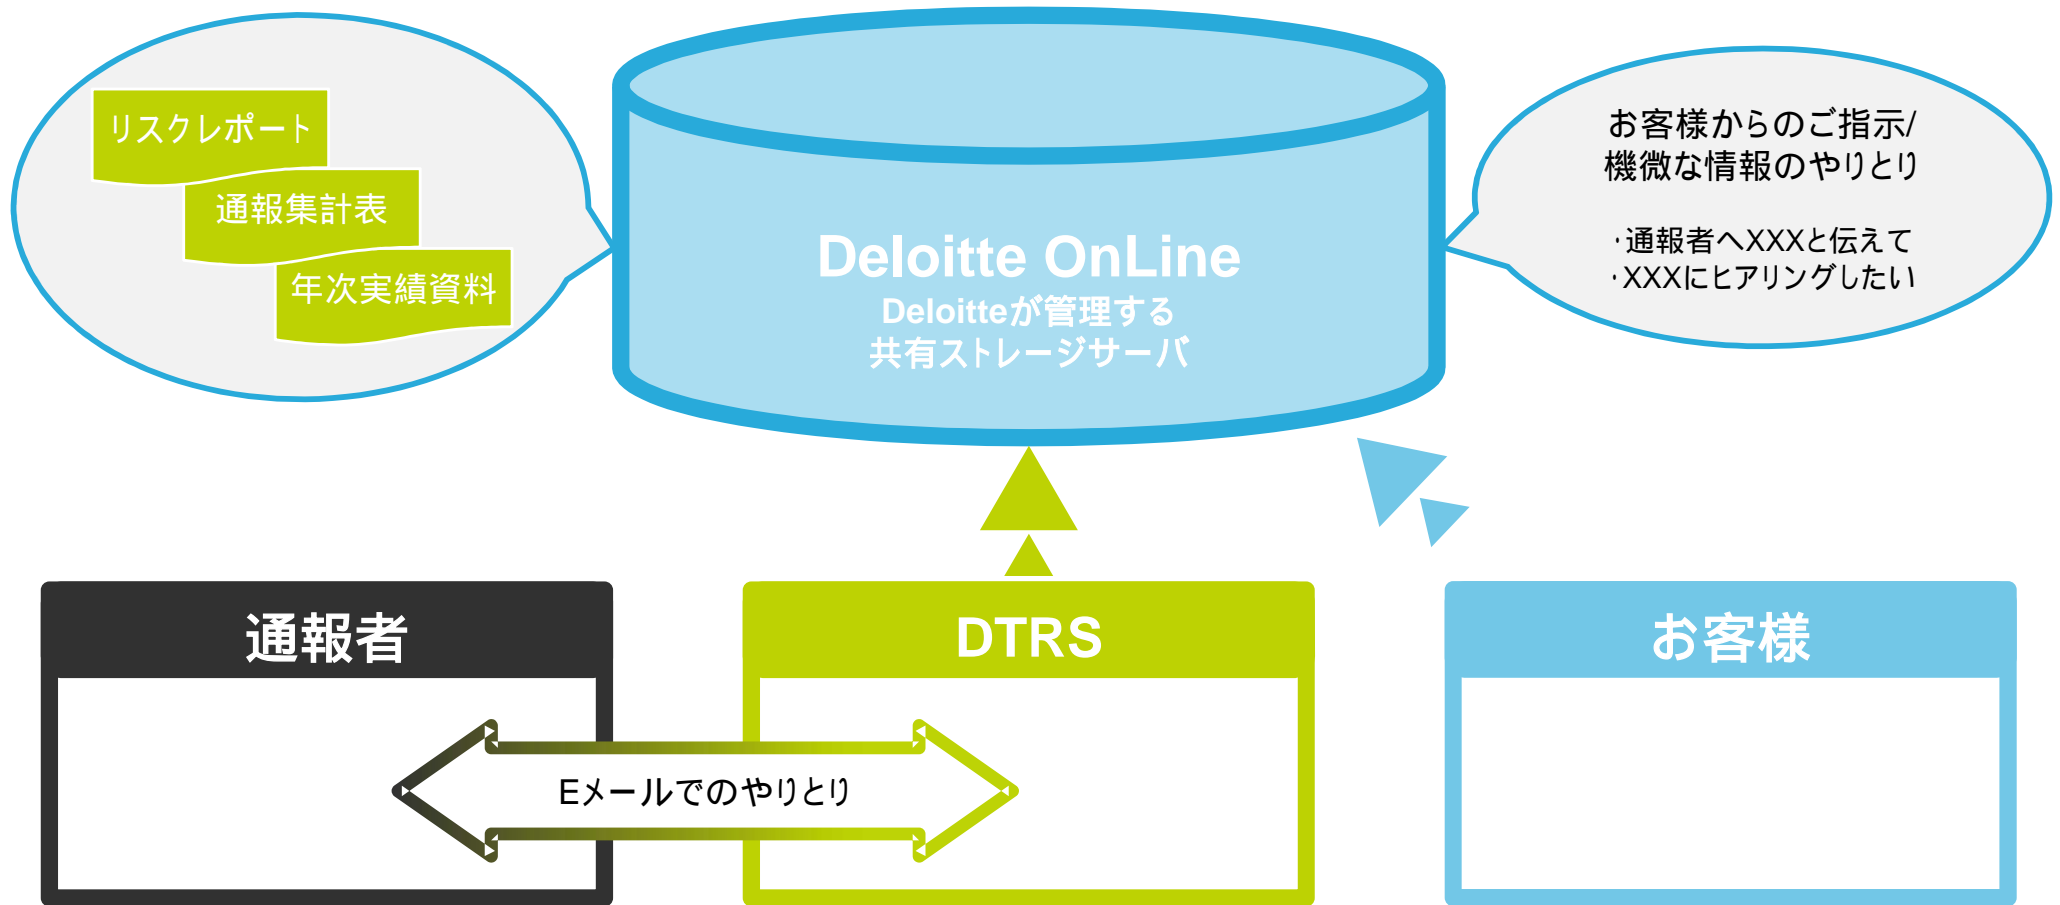 リスクレポート
通報集計表
年次実績資料
Deloitte OnLine
Deloitteが管理する
共有ストレージサーバ
お客様からのご指示/
機微な情報のやりとり
・通報者へXXXと伝えて
・XXXにヒアリングしたい
通報者
DTRS
お客様
Eメールでのやりとり